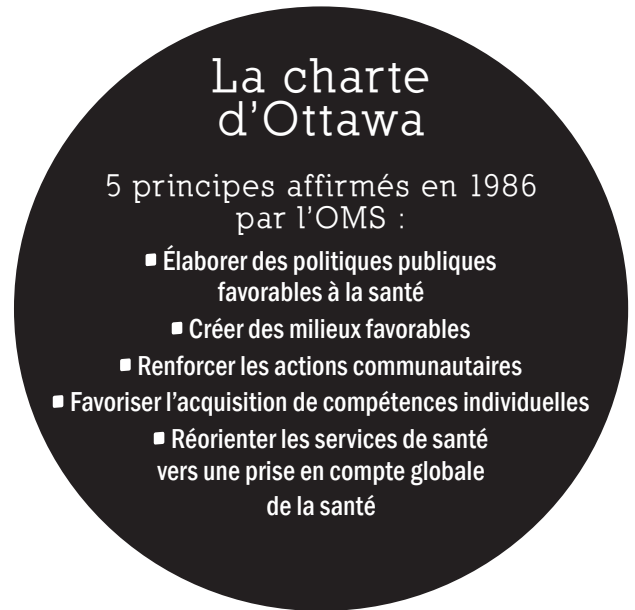 La charte
d’Ottawa
5 principes affirmés en 1986
par l’OMS :
▪ Élaborer des politiques publiques
favorables à la santé
▪ Créer des milieux favorables
▪ Renforcer les actions communautaires
▪ Favoriser l’acquisition de compétences individuelles
▪ Réorienter les services de santé
vers une prise en compte globale
de la santé